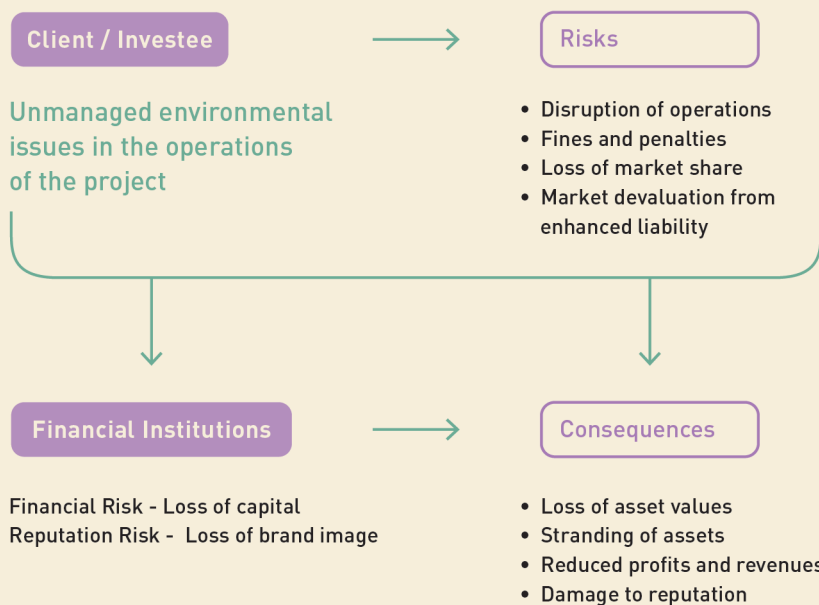 Client / Investee
Risks
Unmanaged environmental
issues in the operations
of the project
• Disruption of operations
• Fines and penalties
• Loss of market share
• Market devaluation from
enhanced liability
Financial Institutions
Consequences
Financial Risk - Loss of capital
Reputation Risk - Loss of brand image
• Loss of asset values
• Stranding of assets
• Reduced profits and revenues
• Damage to reputation